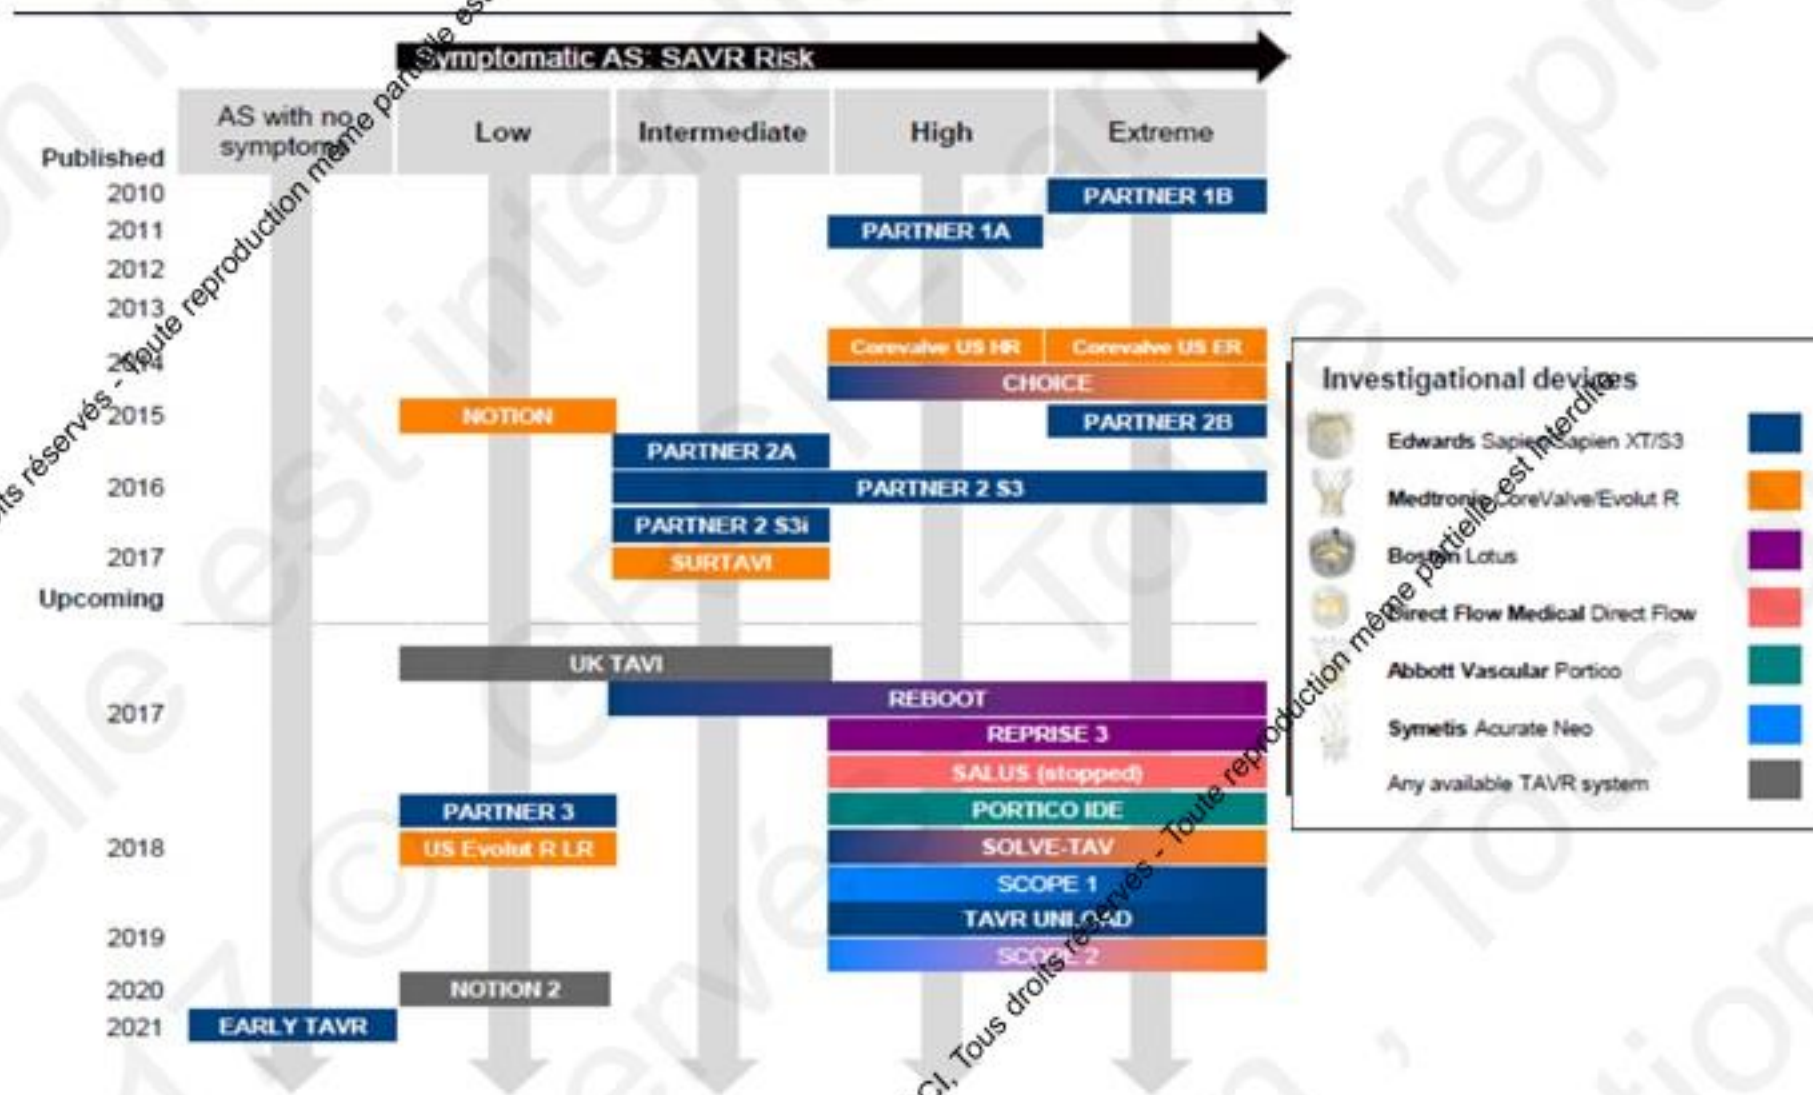 Symptomatic AS: SAVR Risk
AS with no symptoms
Low
Intermediate
High
Extreme
Published
2010
PARTNER 1B
2011
PARTNER 1A
2012
2013
2014
Corevalve US HR
Corevalve US ER
CHOICE
2015
NOTION
PARTNER 2B
PARTNER 2A
2016
PARTNER 2 S3
PARTNER 2 S3i
2017
SURTAVI
Upcoming
UK TAVI
2017
REBOOT
REPRISE 3
SALUS (stopped)
PARTNER 3
PORTICO IDE
2018
US Evolut R LR
SOLVE-TAV
SCOPE 1
TAVR UNLOAD
2019
SCOPE 2
2020
NOTION 2
2021
EARLY TAVR
Investigational devices
Edwards Sapien/Sapien XT/S3
Medtronic CoreValve/Evolut R
Boston Lotus
Direct Flow Medical Direct Flow
Abbott Vascular Portico
Symetis Acurate Neo
Any available TAVR system
réservés - Toute reproduction même partielle est
CI, Tous droits réservés - Toute reproduction même partielle est interdite